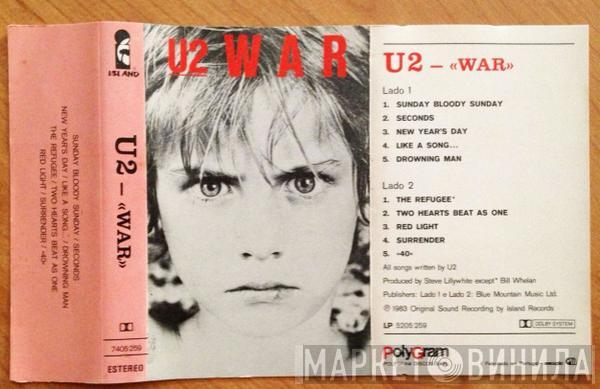 ISLAND
U2 – «WAR»
SUNDAY BLOODY SUNDAY / SECONDS
NEW YEAR'S DAY / LIKE A SONG... / DROWNING MAN
THE REFUGEE / TWO HEARTS BEAT AS ONE
RED LIGHT / SURRENDER / «40»
7405 259
ESTEREO
U2 WAR
U2 – «WAR»
Lado 1
1. SUNDAY BLOODY SUNDAY
2. SECONDS
3. NEW YEAR'S DAY
4. LIKE A SONG...
5. DROWNING MAN
Lado 2
1. THE REFUGEE*
2. TWO HEARTS BEAT AS ONE
3. RED LIGHT
4. SURRENDER
5. «40»
All songs written by U2
Produced by Steve Lillywhite except* Bill Whelan
Publishers: Lado 1 e Lado 2: Blue Mountain Music Ltd.
℗ 1983 Original Sound Recording by Island Records
LP 5205 259
DOLBY SYSTEM
PolyGram
МАРКЕТ ВИНИЛА